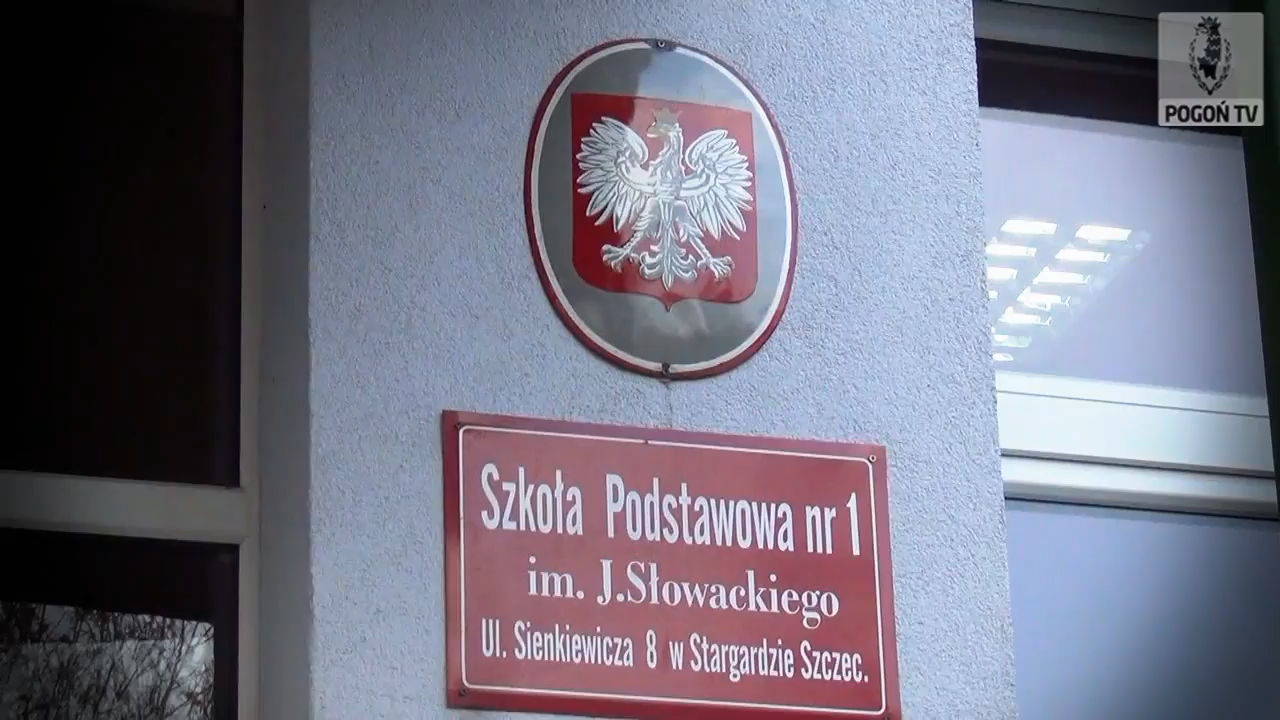 POGOŃ TV
Szkoła Podstawowa nr 1
im. J.Słowackiego
Ul. Sienkiewicza 8 w Stargardzie Szczec.